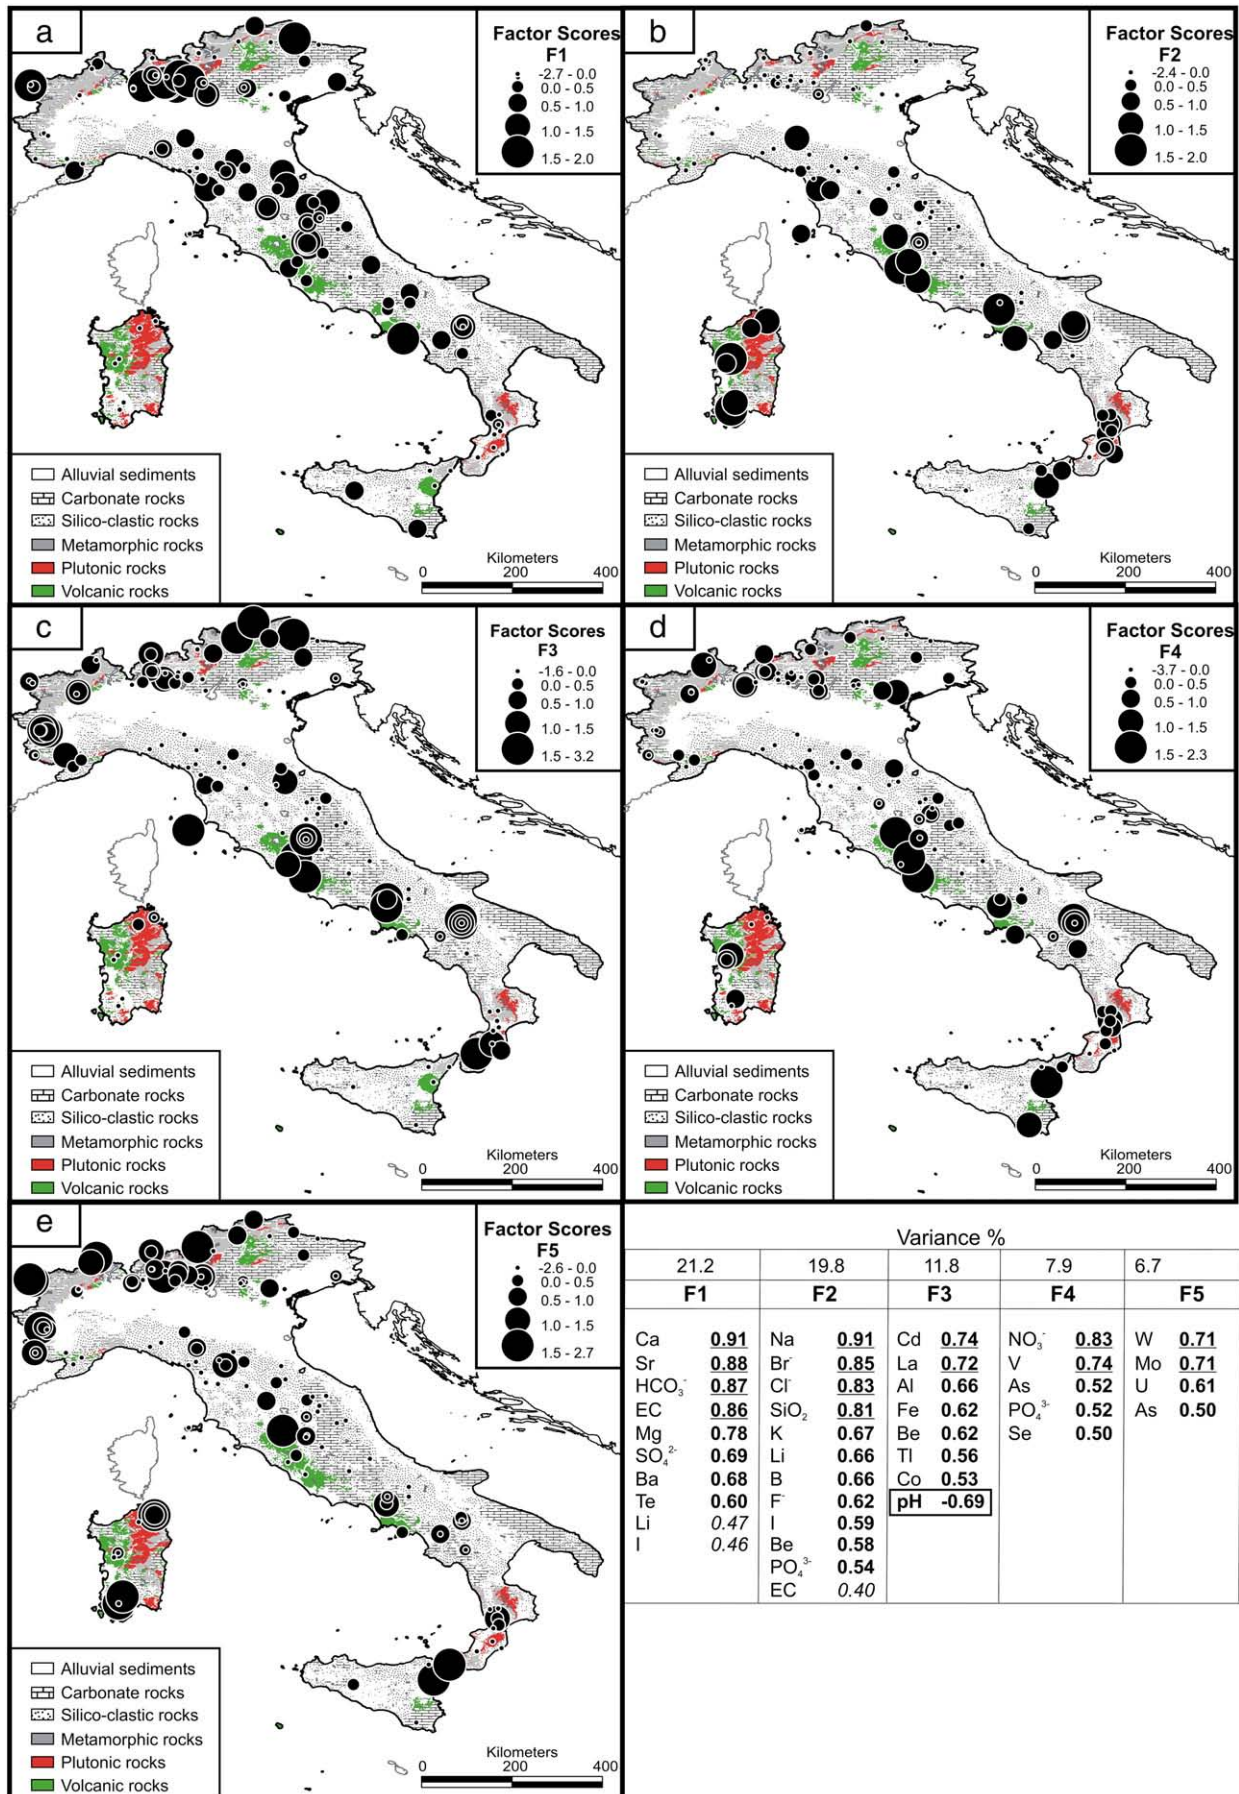 a
Factor Scores
F1
-2.7 - 0.0
0.0 - 0.5
0.5 - 1.0
1.0 - 1.5
1.5 - 2.0
Alluvial sediments
Carbonate rocks
Silico-clastic rocks
Metamorphic rocks
Plutonic rocks
Volcanic rocks
Kilometers
0 200 400
b
Factor Scores
F2
-2.4 - 0.0
0.0 - 0.5
0.5 - 1.0
1.0 - 1.5
1.5 - 2.0
Alluvial sediments
Carbonate rocks
Silico-clastic rocks
Metamorphic rocks
Plutonic rocks
Volcanic rocks
Kilometers
0 200 400
c
Factor Scores
F3
-1.6 - 0.0
0.0 - 0.5
0.5 - 1.0
1.0 - 1.5
1.5 - 3.2
Alluvial sediments
Carbonate rocks
Silico-clastic rocks
Metamorphic rocks
Plutonic rocks
Volcanic rocks
Kilometers
0 200 400
d
Factor Scores
F4
-3.7 - 0.0
0.0 - 0.5
0.5 - 1.0
1.0 - 1.5
1.5 - 2.3
Alluvial sediments
Carbonate rocks
Silico-clastic rocks
Metamorphic rocks
Plutonic rocks
Volcanic rocks
Kilometers
0 200 400
e
Factor Scores
F5
-2.6 - 0.0
0.0 - 0.5
0.5 - 1.0
1.0 - 1.5
1.5 - 2.7
Alluvial sediments
Carbonate rocks
Silico-clastic rocks
Metamorphic rocks
Plutonic rocks
Volcanic rocks
Kilometers
0 200 400
Variance %
21.2 19.8 11.8 7.9 6.7
F1 F2 F3 F4 F5
Ca 0.91 Na 0.91 Cd 0.74 NO₃⁻ 0.83 W 0.71
Sr 0.88 Br⁻ 0.85 La 0.72 V 0.74 Mo 0.71
HCO₃⁻ 0.87 Cl⁻ 0.83 Al 0.66 As 0.52 U 0.61
EC 0.86 SiO₂ 0.81 Fe 0.62 PO₄³⁻ 0.52 As 0.50
Mg 0.78 K 0.67 Be 0.62 Se 0.50
SO₄²⁻ 0.69 Li 0.66 Tl 0.56
Ba 0.68 B 0.66 Co 0.53
Te 0.60 F⁻ 0.62 pH -0.69
Li 0.47 I 0.59
I 0.46 Be 0.58
PO₄³⁻ 0.54
EC 0.40